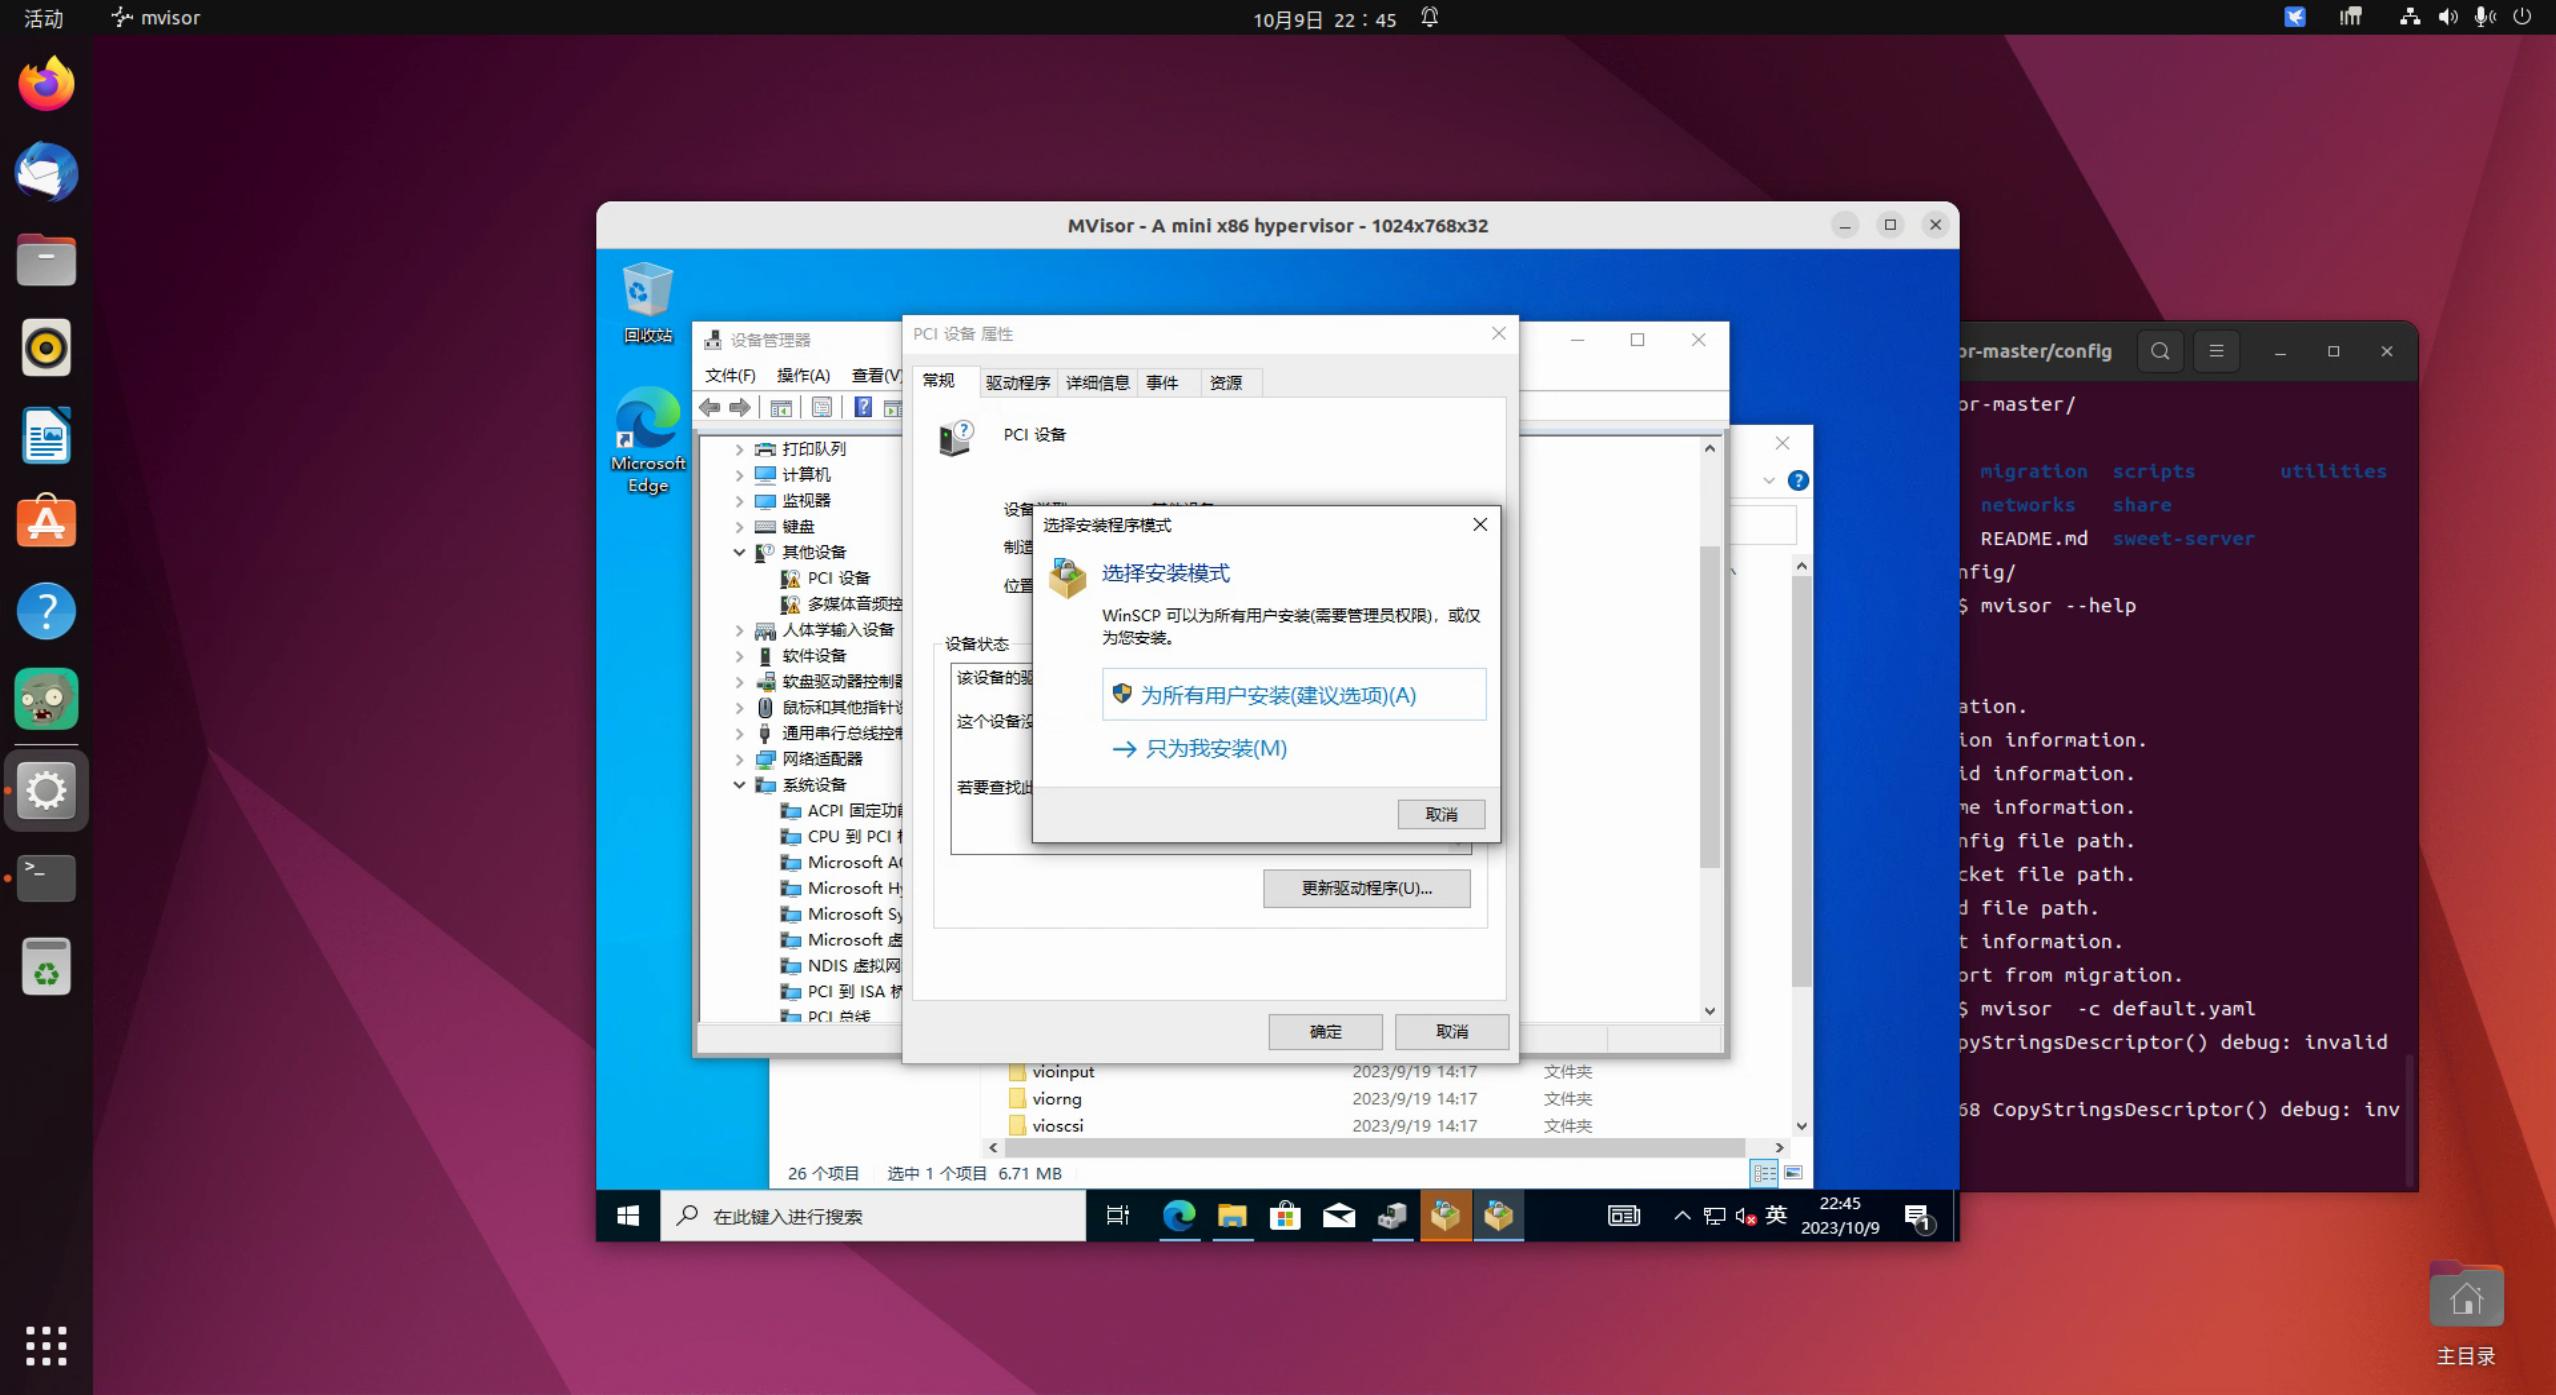 活动
mvisor
10月9日 22：45
MVisor - A mini x86 hypervisor - 1024x768x32
回收站
Microsoft
Edge
设备管理器
文件(F) 操作(A) 查看(V)
打印队列
计算机
监视器
键盘
其他设备
PCI 设备
多媒体音频控
人体学输入设备
软件设备
软盘驱动器控制器
鼠标和其他指针
通用串行总线控制
网络适配器
系统设备
ACPI 固定功能
CPU 到 PCI
Microsoft AC
Microsoft Hy
Microsoft Sy
Microsoft 虚
NDIS 虚拟网
PCI 到 ISA 桥
PCI 总线
PCI 设备 属性
常规 驱动程序 详细信息 事件 资源
PCI 设备
制造
位置
设备状态
该设备的驱
这个设备没
若要查找此
更新驱动程序(U)...
确定 取消
选择安装程序模式
选择安装模式
WinSCP 可以为所有用户安装(需要管理员权限)，或仅
为您安装。
为所有用户安装(建议选项)(A)
只为我安装(M)
取消
vioinput 2023/9/19 14:17 文件夹
viorng 2023/9/19 14:17 文件夹
vioscsi 2023/9/19 14:17 文件夹
26 个项目 选中 1 个项目 6.71 MB
在此键入进行搜索
英
22:45
2023/10/9
1
or-master/config
or-master/
migration scripts utilities
networks share
README.md sweet-server
nfig/
$ mvisor --help
ation.
ion information.
id information.
me information.
nfig file path.
cket file path.
d file path.
t information.
ort from migration.
$ mvisor -c default.yaml
pyStringsDescriptor() debug: invalid
68 CopyStringsDescriptor() debug: inv
主目录